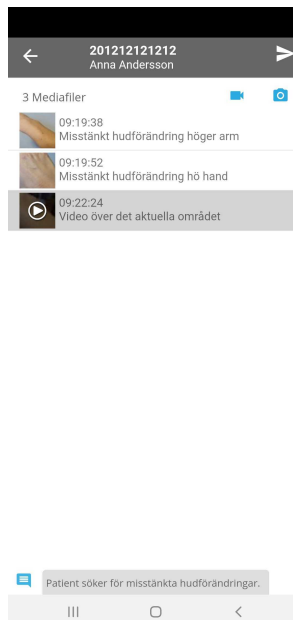 201212121212
Anna Andersson
3 Mediafiler
09:19:38
Misstänkt hudförändring höger arm
09:19:52
Misstänkt hudförändring hö hand
09:22:24
Video över det aktuella området
Patient söker för misstänkta hudförändringar.